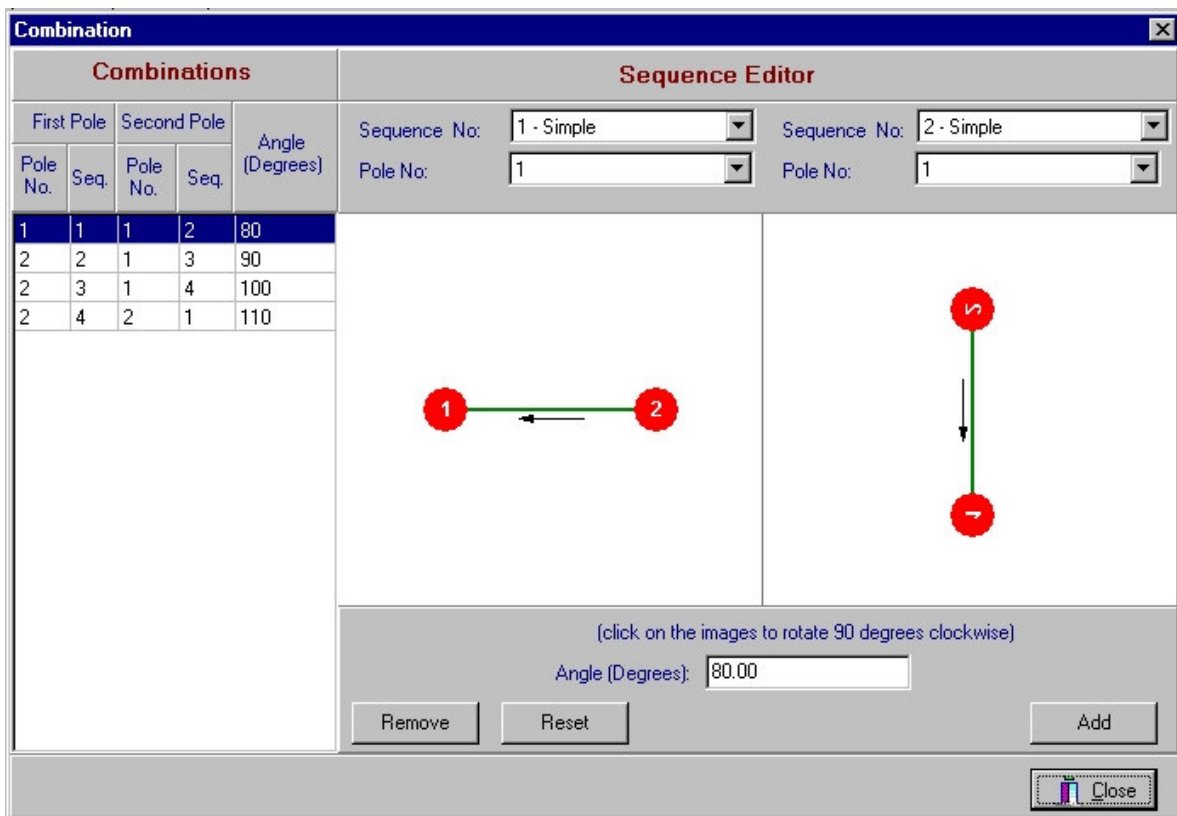 Combination
Combinations
Sequence Editor
First Pole Second Pole Angle (Degrees)
Pole No. Seq. Pole No. Seq.
Sequence No: 1 - Simple Sequence No: 2 - Simple
Pole No: 1 Pole No: 1
1 1 1 2 80
2 2 1 3 90
2 3 1 4 100
2 4 2 1 110
1 2
2
1
(click on the images to rotate 90 degrees clockwise)
Angle (Degrees): 80.00
Remove Reset Add
Close